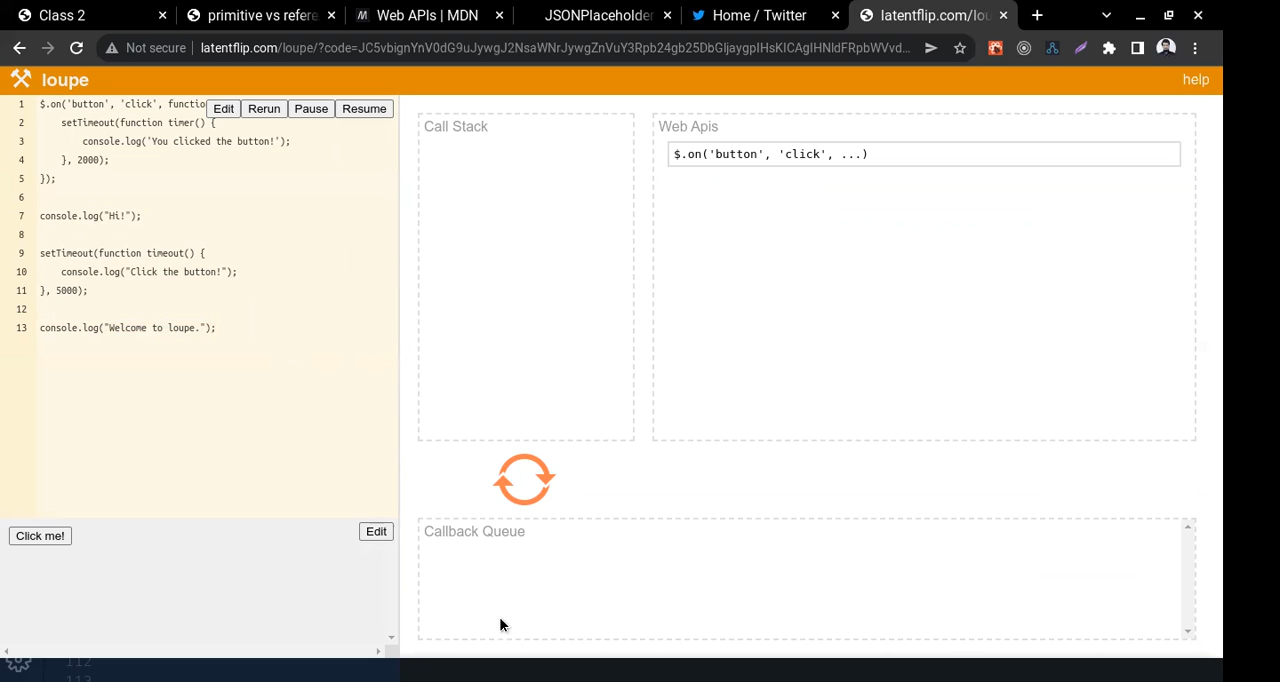 Class 2
primitive vs refere
Web APIs | MDN
JSONPlaceholder
Home / Twitter
latentflip.com/lou
Not secure
latentflip.com/loupe/?code=JC5vbignYnV0dG9uJywgJ2NsaWNrJywgZnVuY3Rpb24gb25DbGljaygpIHsKICAgIHNldFRpbWVvd...
loupe
help
1 $.on('button', 'click', functio
Edit Rerun Pause Resume
2 setTimeout(function timer() {
3 console.log('You clicked the button!');
4 }, 2000);
5 });
6
7 console.log("Hi!");
8
9 setTimeout(function timeout() {
10 console.log("Click the button!");
11 }, 5000);
12
13 console.log("Welcome to loupe.");
Call Stack
Web Apis
$.on('button', 'click', ...)
Click me!
Edit
Callback Queue
112
113